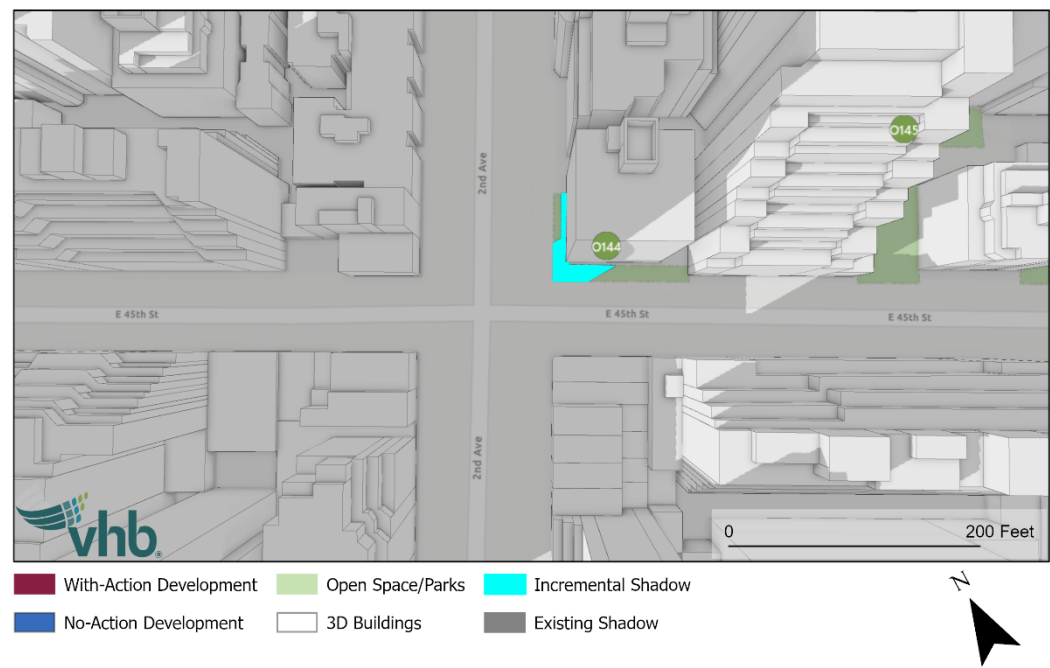 2nd Ave
O145
O144
E 45th St
E 45th St
E 45th St
2nd Ave
0 200 Feet
vhb®
With-Action Development
Open Space/Parks
Incremental Shadow
No-Action Development
3D Buildings
Existing Shadow
N